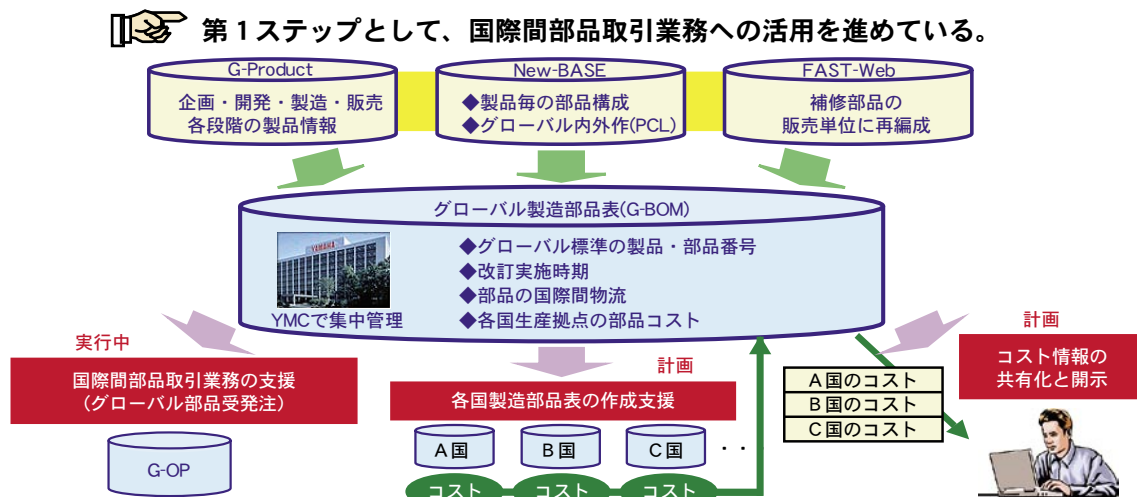 第1ステップとして、国際間部品取引業務への活用を進めている。
G-Product
企画・開発・製造・販売
各段階の製品情報
New-BASE
◆製品毎の部品構成
◆グローバル内外作(PCL)
FAST-Web
補修部品の
販売単位に再編成
グローバル製造部品表(G-BOM)
YAMAHA
YMCで集中管理
◆グローバル標準の製品・部品番号
◆改訂実施時期
◆部品の国際間物流
◆各国生産拠点の部品コスト
実行中
国際間部品取引業務の支援
(グローバル部品受発注)
G-OP
計画
各国製造部品表の作成支援
A国
B国
C国
・・
コスト
コスト
コスト
A国のコスト
B国のコスト
C国のコスト
計画
コスト情報の
共有化と開示